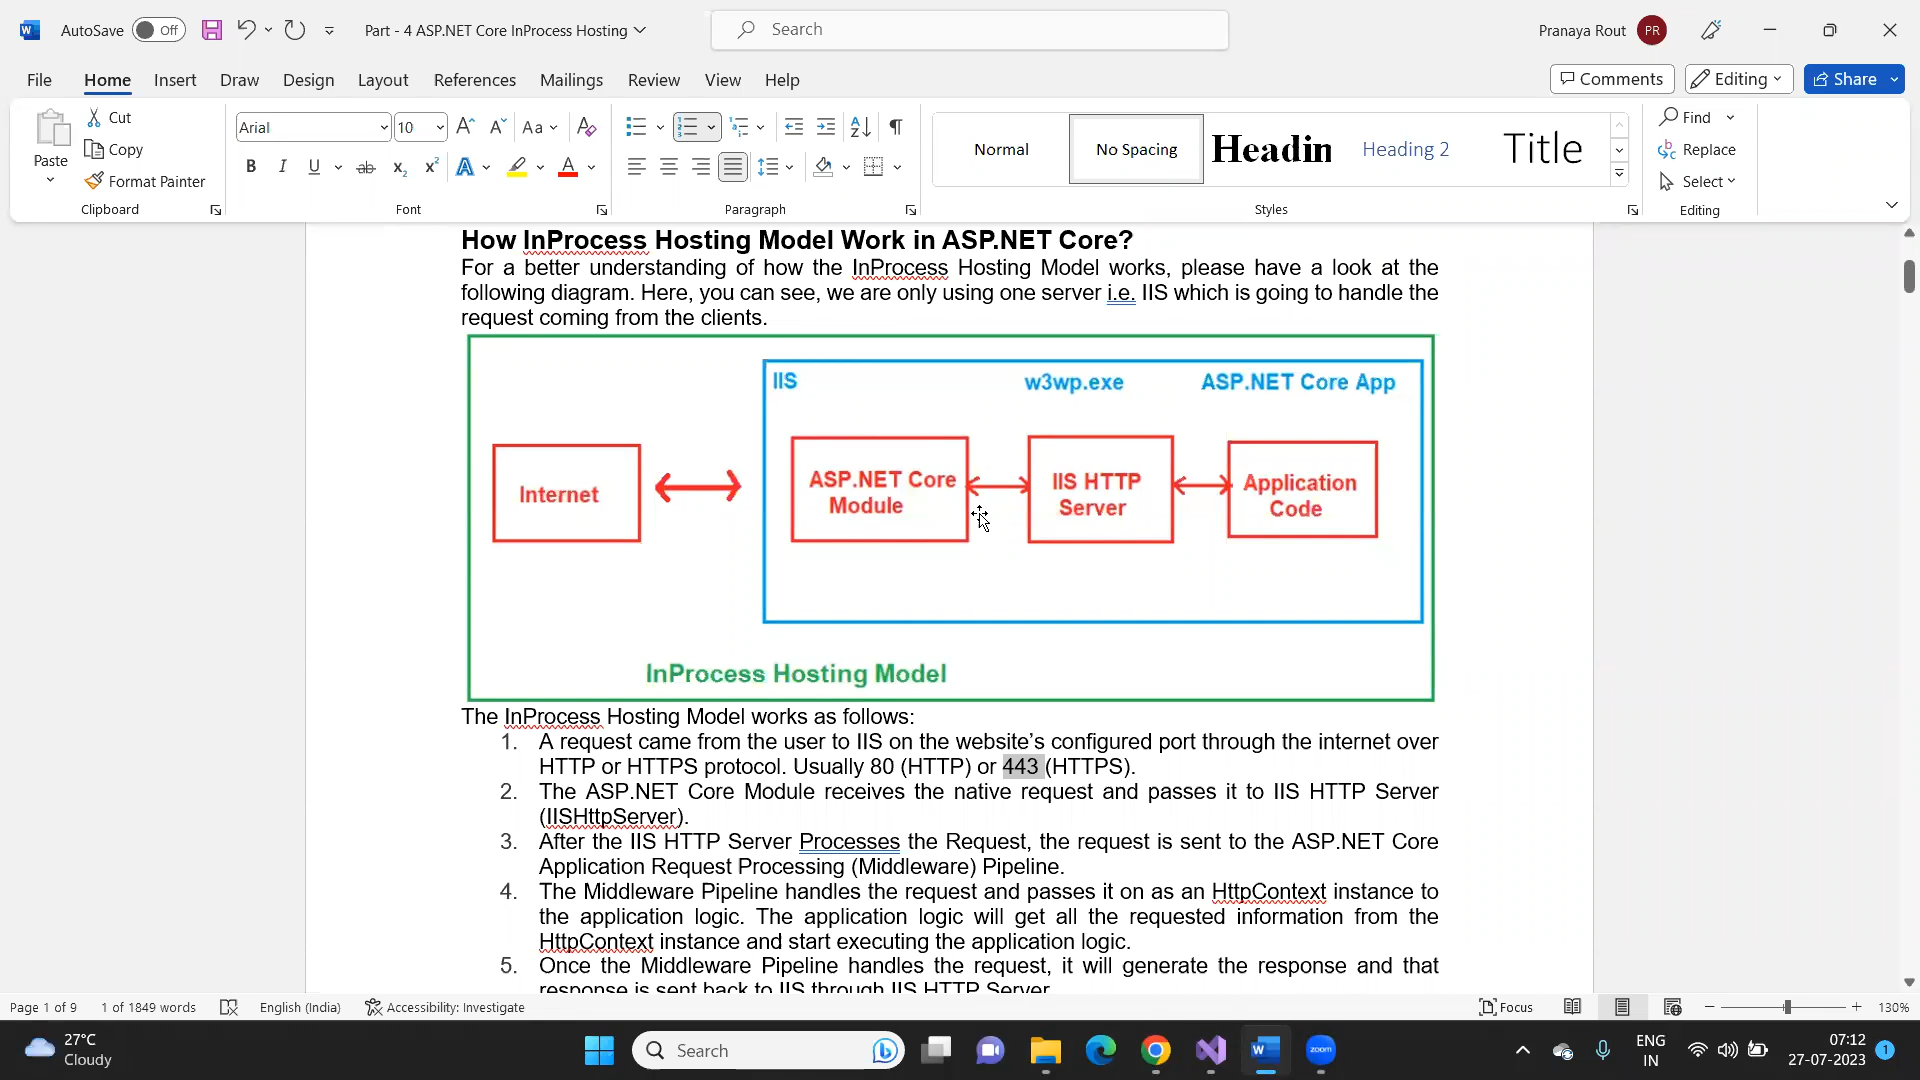 AutoSave Off Part - 4 ASP.NET Core InProcess Hosting Search Pranaya Rout PR
File Home Insert Draw Design Layout References Mailings Review View Help Comments Editing Share
Paste Cut Copy Format Painter
Clipboard
Arial 10
Font
Paragraph
Normal No Spacing Headin Heading 2 Title
Styles
Find
Replace
Select
Editing
How InProcess Hosting Model Work in ASP.NET Core?
For a better understanding of how the InProcess Hosting Model works, please have a look at the
following diagram. Here, you can see, we are only using one server i.e. IIS which is going to handle the
request coming from the clients.
IIS w3wp.exe ASP.NET Core App
Internet
ASP.NET Core
Module
IIS HTTP
Server
Application
Code
InProcess Hosting Model
The InProcess Hosting Model works as follows:
1. A request came from the user to IIS on the website’s configured port through the internet over
HTTP or HTTPS protocol. Usually 80 (HTTP) or 443 (HTTPS).
2. The ASP.NET Core Module receives the native request and passes it to IIS HTTP Server
(IISHttpServer).
3. After the IIS HTTP Server Processes the Request, the request is sent to the ASP.NET Core
Application Request Processing (Middleware) Pipeline.
4. The Middleware Pipeline handles the request and passes it on as an HttpContext instance to
the application logic. The application logic will get all the requested information from the
HttpContext instance and start executing the application logic.
5. Once the Middleware Pipeline handles the request, it will generate the response and that
response is sent back to IIS through IIS HTTP Server.
Page 1 of 9 1 of 1849 words English (India) Accessibility: Investigate Focus 130%
27°C
Cloudy
Search
zoom
ENG
IN
07:12
27-07-2023
1